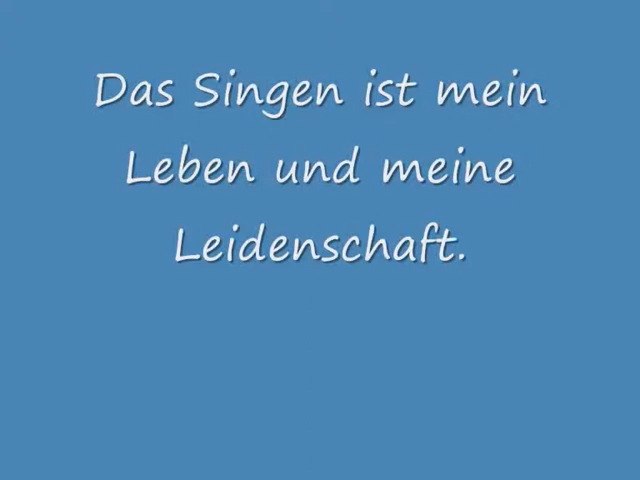 Das Singen ist mein
Leben und meine
Leidenschaft.